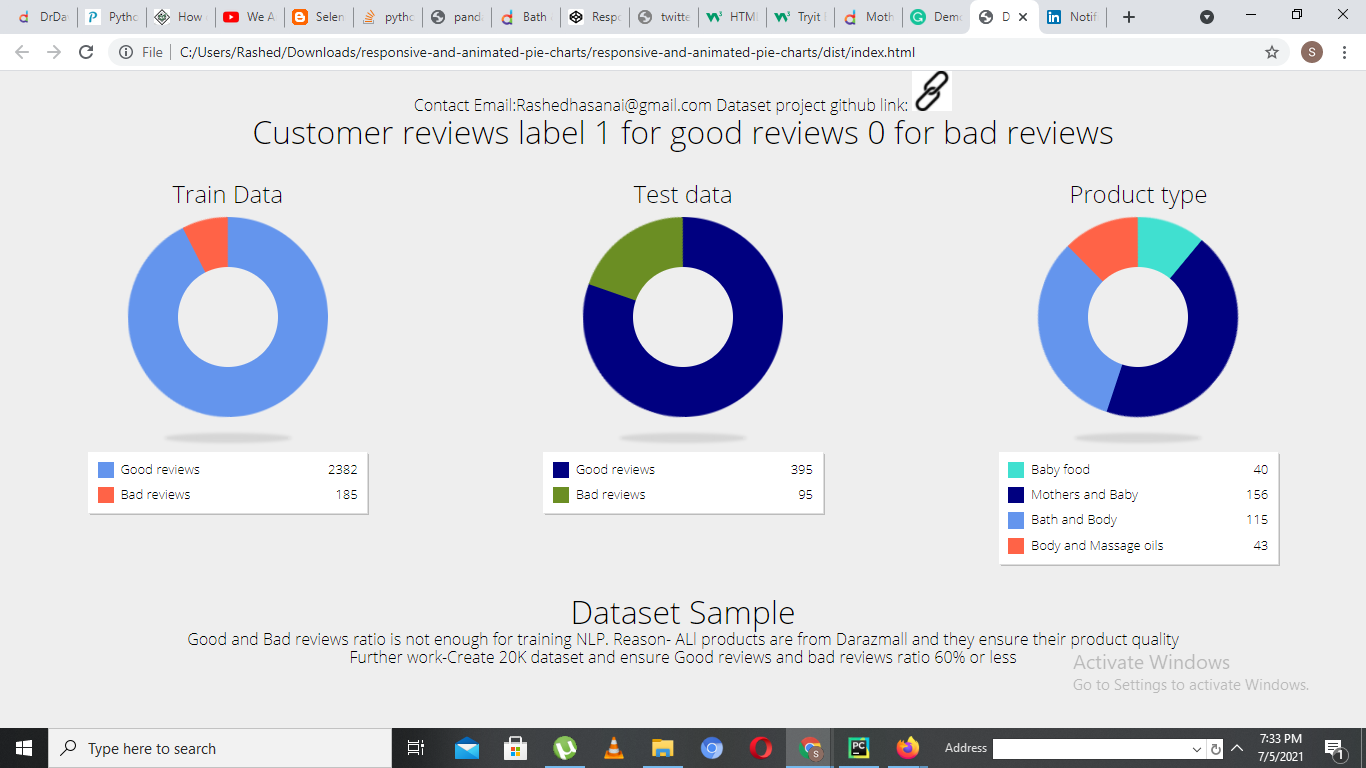 DrDa
Pytho
How
We A
Selen
pytho
panda
Bath
Respo
twitte
HTML
Tryit
Moth
Demo
D
Notifi
File
C:/Users/Rashed/Downloads/responsive-and-animated-pie-charts/responsive-and-animated-pie-charts/dist/index.html
S
Contact Email:Rashedhasanai@gmail.com Dataset project github link:
Customer reviews label 1 for good reviews 0 for bad reviews
Train Data
Good reviews 2382
Bad reviews 185
Test data
Good reviews 395
Bad reviews 95
Product type
Baby food 40
Mothers and Baby 156
Bath and Body 115
Body and Massage oils 43
Dataset Sample
Good and Bad reviews ratio is not enough for training NLP. Reason- ALl products are from Darazmall and they ensure their product quality
Further work-Create 20K dataset and ensure Good reviews and bad reviews ratio 60% or less
Activate Windows
Go to Settings to activate Windows.
Type here to search
Address
7:33 PM
7/5/2021
1